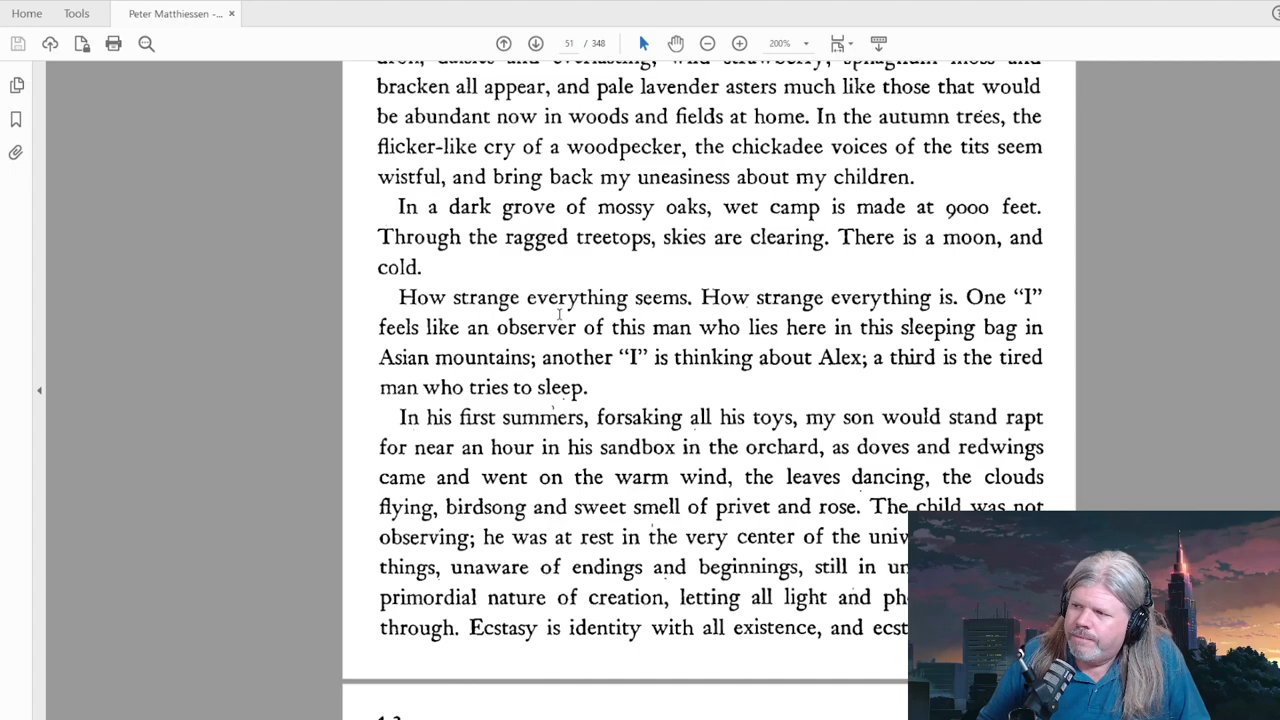 Home Tools Peter Matthiessen -... ×
51 / 348 200%
bracken all appear, and pale lavender asters much like those that would
be abundant now in woods and fields at home. In the autumn trees, the
flicker-like cry of a woodpecker, the chickadee voices of the tits seem
wistful, and bring back my uneasiness about my children.
In a dark grove of mossy oaks, wet camp is made at 9000 feet.
Through the ragged treetops, skies are clearing. There is a moon, and
cold.
How strange everything seems. How strange everything is. One “I”
feels like an observer of this man who lies here in this sleeping bag in
Asian mountains; another “I” is thinking about Alex; a third is the tired
man who tries to sleep.
In his first summers, forsaking all his toys, my son would stand rapt
for near an hour in his sandbox in the orchard, as doves and redwings
came and went on the warm wind, the leaves dancing, the clouds
flying, birdsong and sweet smell of privet and rose. The child was not
observing; he was at rest in the very center of the
things, unaware of endings and beginnings, still in
primordial nature of creation, letting all light and
through. Ecstasy is identity with all existence, and